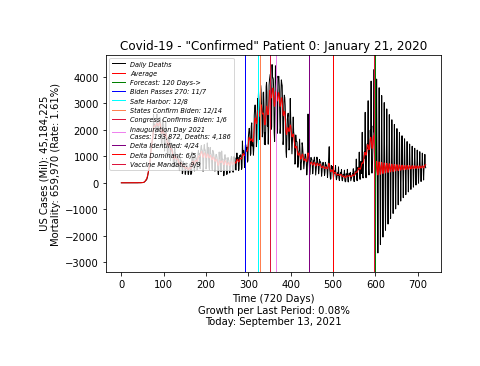 Covid-19 - "Confirmed" Patient 0: January 21, 2020
US Cases (Mill): 45,184,225
Mortality: 659,970 (Rate: 1.61%)
4000
3000
2000
1000
0
−1000
−2000
−3000
Daily Deaths
Average
Forecast: 120 Days->
Biden Passes 270: 11/7
Safe Harbor: 12/8
States Confirm Biden: 12/14
Congress Confirms Biden: 1/6
Inauguration Day 2021
Cases: 193,872, Deaths: 4,186
Delta Identified: 4/24
Delta Dominant: 6/5
Vaccine Mandate: 9/9
0 100 200 300 400 500 600 700
Time (720 Days)
Growth per Last Period: 0.08%
Today: September 13, 2021